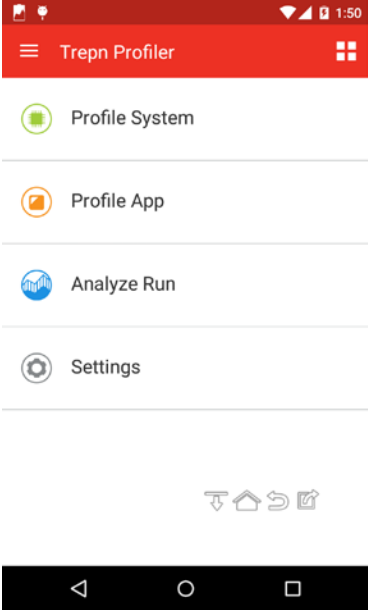 1:50
Trepn Profiler
Profile System
Profile App
Analyze Run
Settings